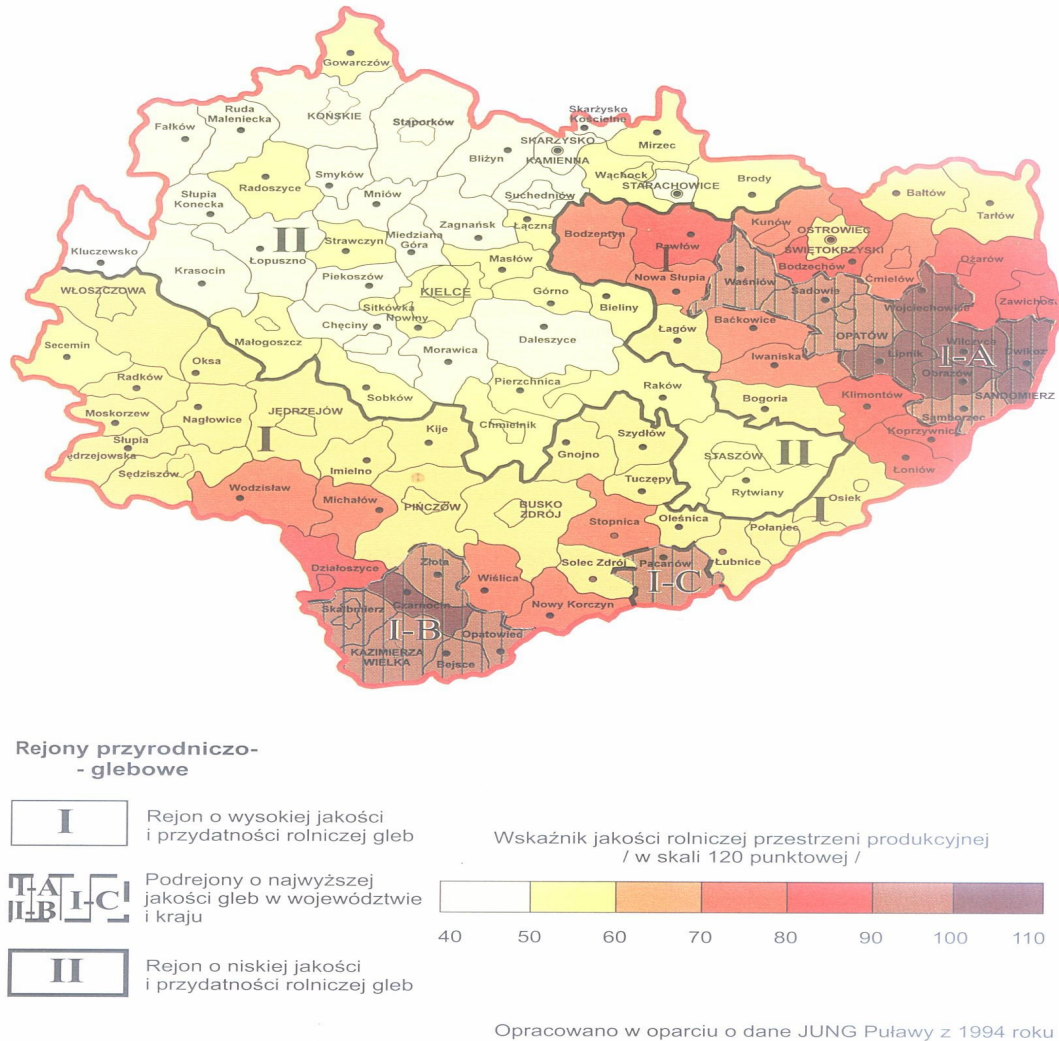 Gowarczów
Skarżysko
Kościelne
Ruda
Maleniecka
KOŃSKIE
Stąporków
Fałków
SKARŻYSKO
KAMIENNA
Mirzec
Bliżyn
Smyków
Radoszyce
Wąchock
STARACHOWICE
Brody
Bałtów
Tarłów
Słupia
Konecka
Mniów
Suchedniów
Zagnańsk
Łączna
Bodzentyn
Pawłów
Kunów
OSTROWIEC
ŚWIĘTOKRZYSKI
Kluczewsko
II
Łopuszno
Strawczyn
Miedziana
Góra
Masłów
I
Nowa Słupia
Bodzechów
Ćmielów
Ożarów
Krasocin
Piekoszów
KIELCE
Górno
Bieliny
Waśniów
Sadowie
Wojciechowice
Zawichost
WŁOSZCZOWA
Sitkówka
Nowiny
Chęciny
Daleszyce
Łagów
Baćkowice
OPATÓW
Secemin
Małogoszcz
Morawica
Iwaniska
Lipnik
Wilczyce
I-A
Dwikozy
Oksa
Obrazów
Radków
Sobków
Pierzchnica
Raków
Bogoria
Klimontów
SANDOMIERZ
Samborzec
Moskorzew
Nagłowice
JĘDRZEJÓW
Kije
Chmielnik
Szydłów
Koprzywnica
Słupia
Jędrzejowska
I
Gnojno
STASZÓW
II
Łoniów
Sędziszów
Imielno
Tuczępy
Rytwiany
Osiek
Wodzisław
Michałów
PIŃCZÓW
BUSKO
ZDRÓJ
Stopnica
Oleśnica
Połaniec
I
Działoszyce
Złota
Wiślica
Solec Zdrój
Pacanów
Łubnice
I-C
Skalbmierz
Czarnocin
Nowy Korczyn
I-B
Opatowiec
KAZIMIERZA
WIELKA
Bejsce
Rejony przyrodniczo-
- glebowe
I
Rejon o wysokiej jakości
i przydatności rolniczej gleb
I-A
I-B
I-C
Podrejony o najwyższej
jakości gleb w województwie
i kraju
II
Rejon o niskiej jakości
i przydatności rolniczej gleb
Wskaźnik jakości rolniczej przestrzeni produkcyjnej
/ w skali 120 punktowej /
40 50 60 70 80 90 100 110
Opracowano w oparciu o dane JUNG Puławy z 1994 roku